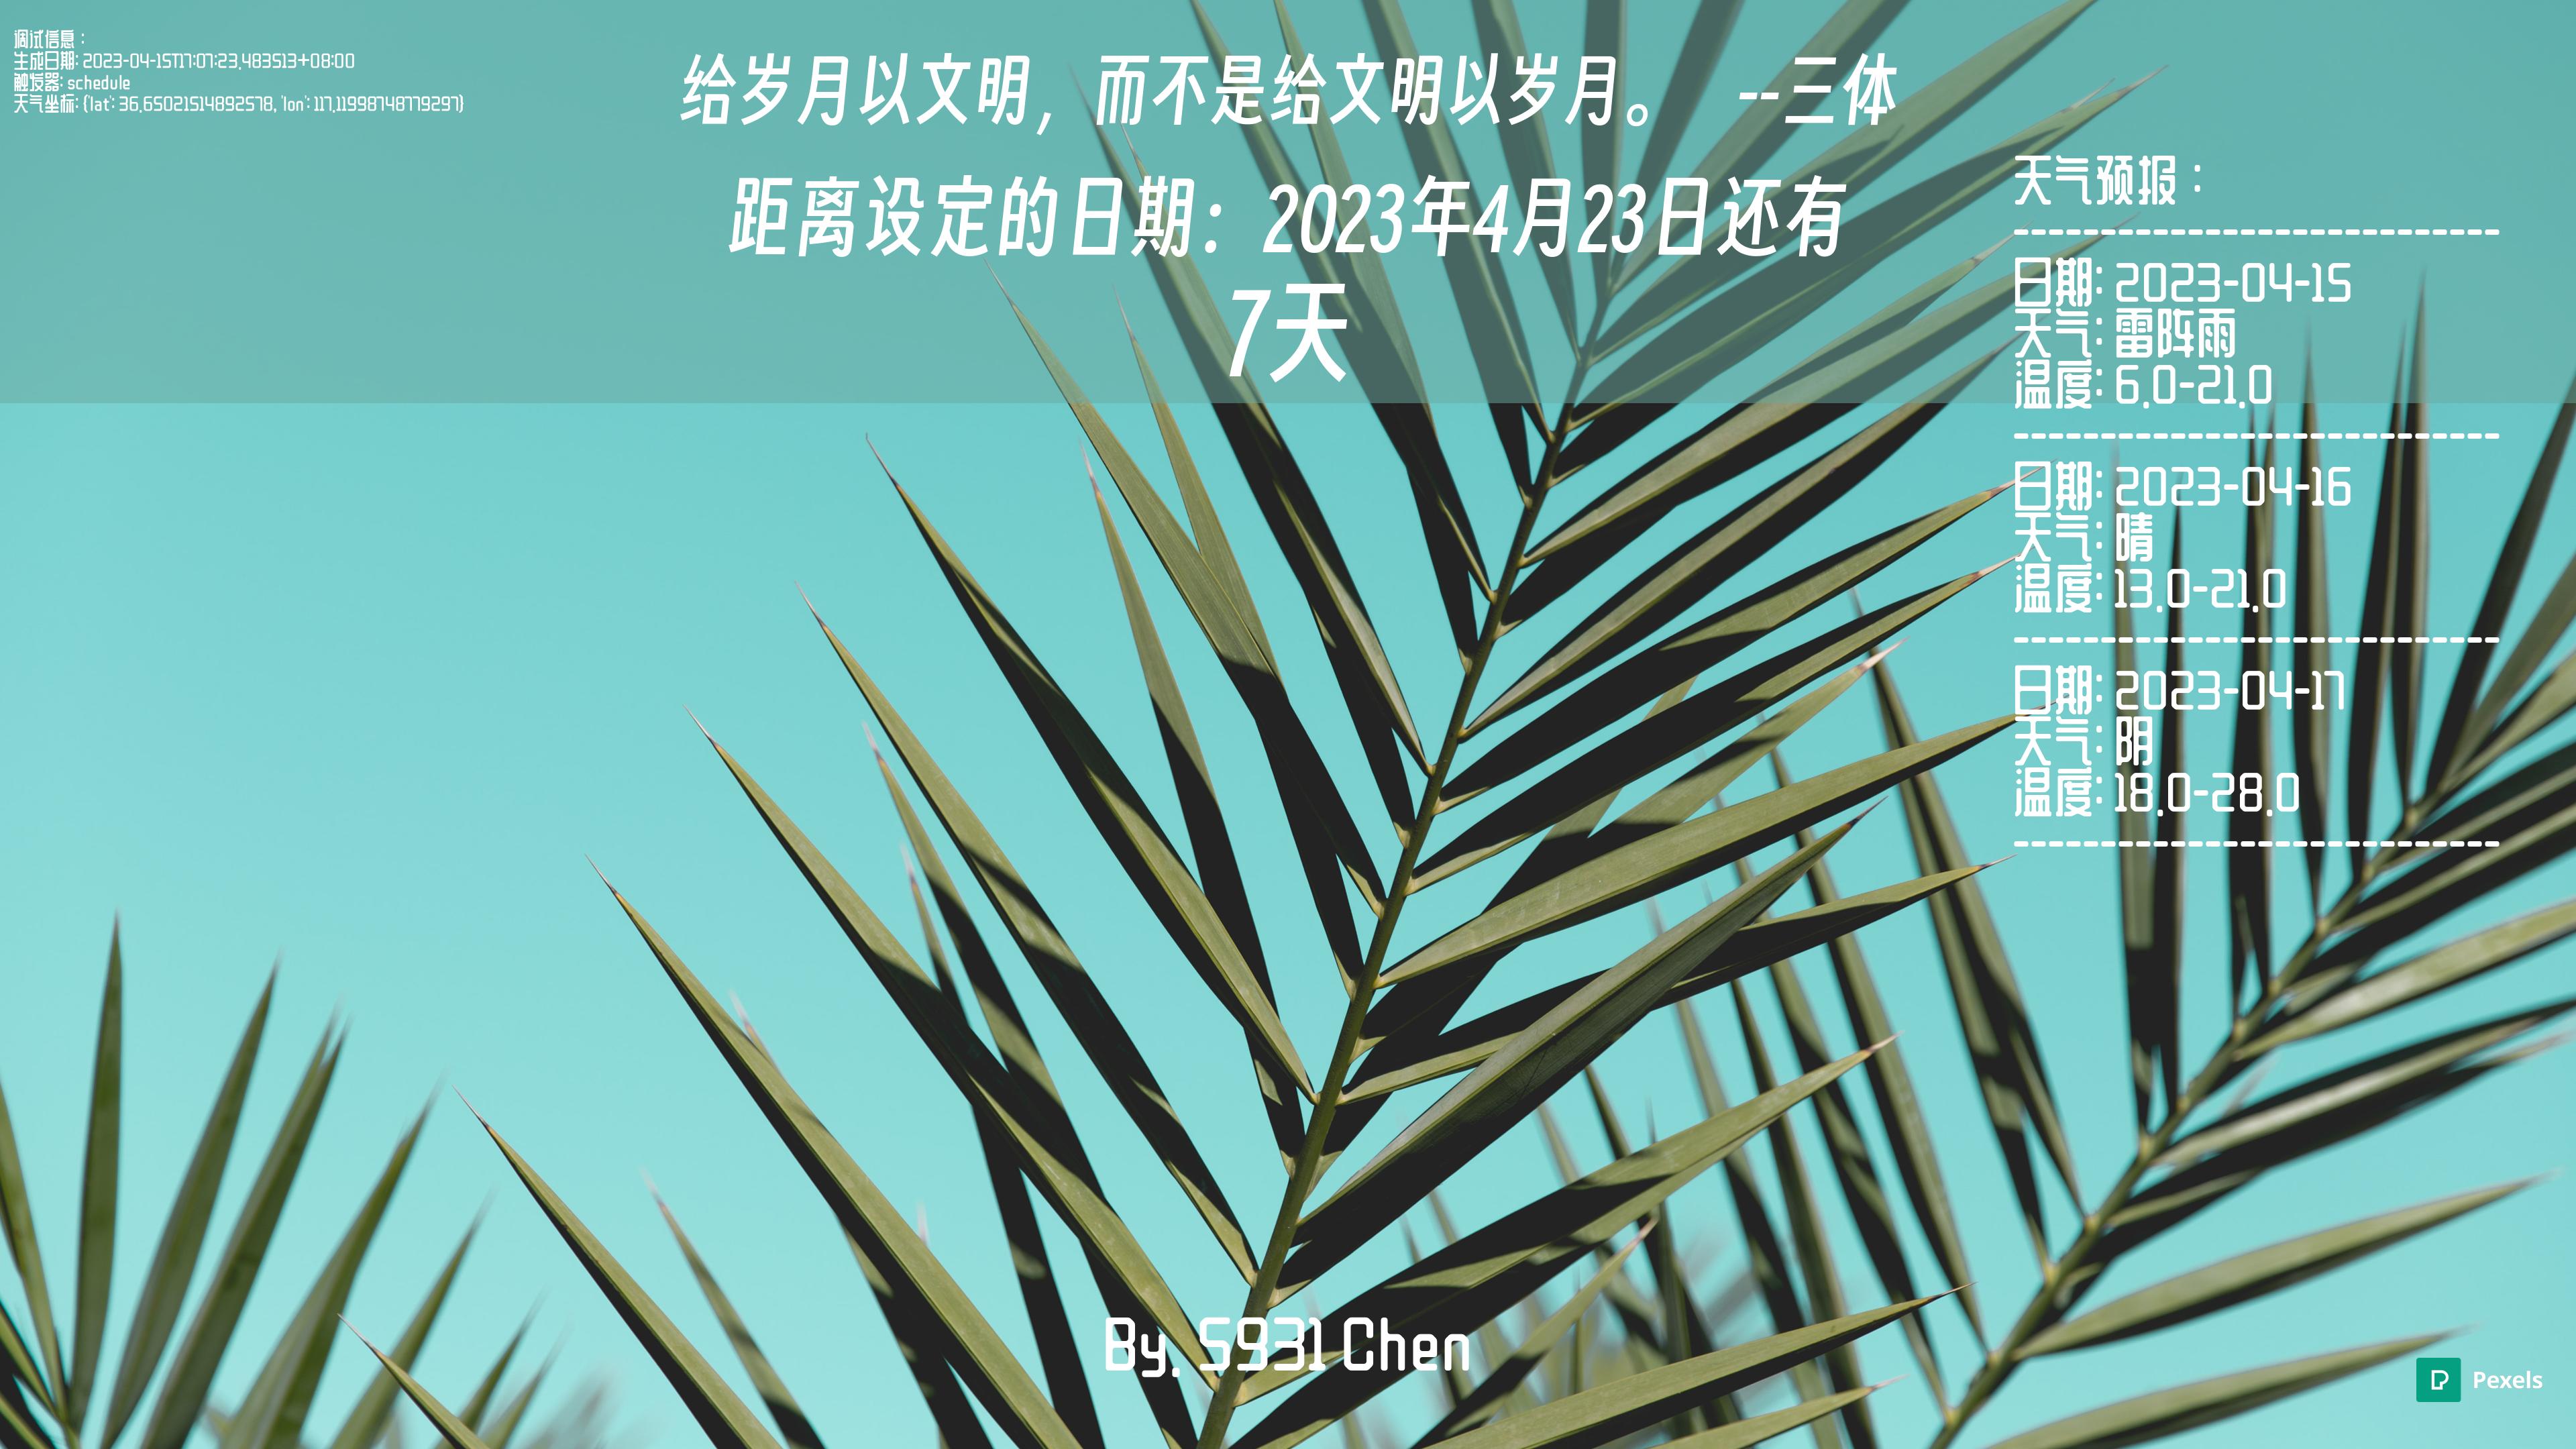 调试信息：
生成日期: 2023-04-15T17:07:23.483513+08:00
触发器: schedule
天气坐标: {'lat': 36.65021514892578, 'lon': 117.11998748779297}
给岁月以文明，而不是给文明以岁月。 --三体
距离设定的日期：2023年4月23日还有
7天
天气预报：
----------------------------
日期: 2023-04-15
天气: 雷阵雨
温度: 6.0-21.0
----------------------------
日期: 2023-04-16
天气: 晴
温度: 13.0-21.0
----------------------------
日期: 2023-04-17
天气: 阴
温度: 18.0-28.0
----------------------------
By. S931 Chen
Pexels